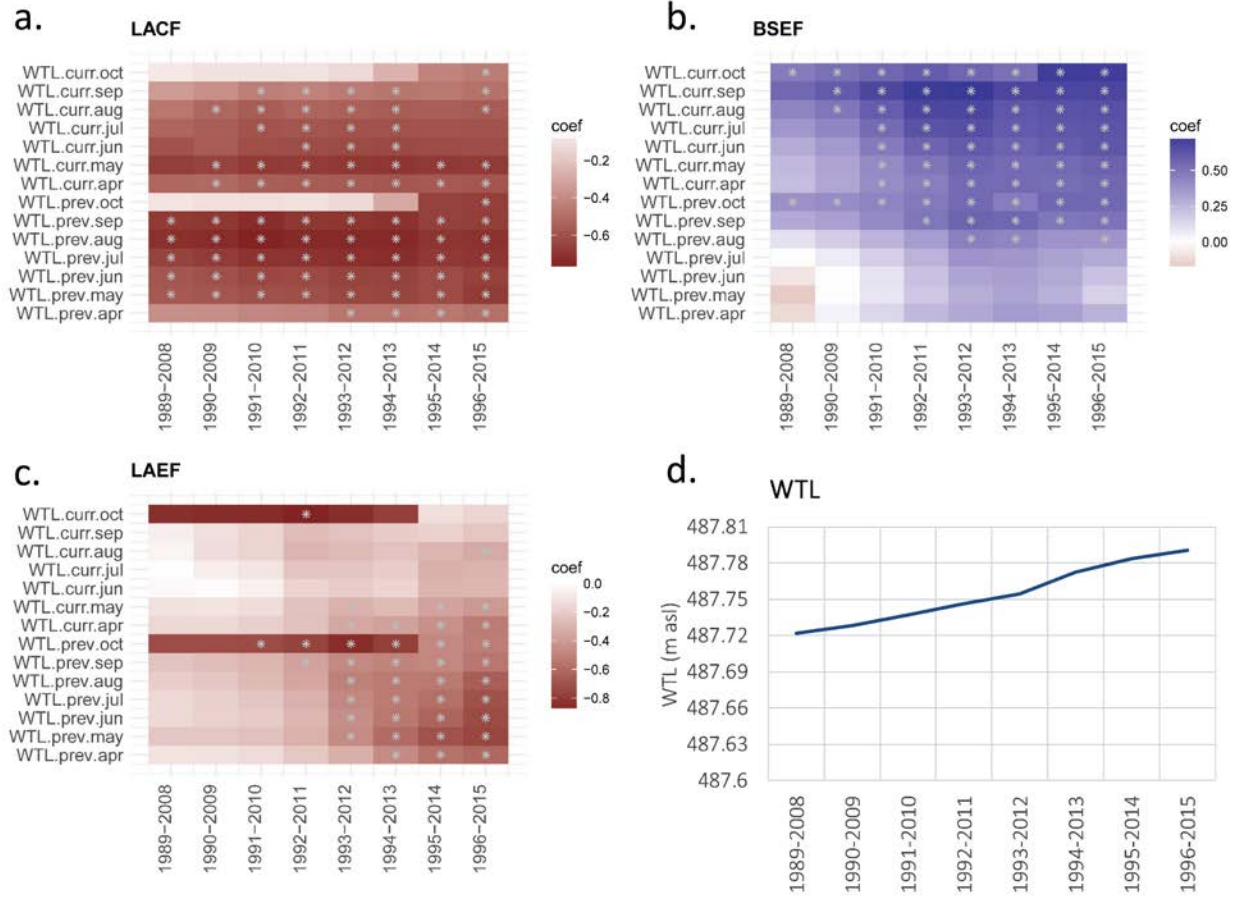 a.
LACF
WTL.curr.oct
WTL.curr.sep
WTL.curr.aug
WTL.curr.jul
WTL.curr.jun
WTL.curr.may
WTL.curr.apr
WTL.prev.oct
WTL.prev.sep
WTL.prev.aug
WTL.prev.jul
WTL.prev.jun
WTL.prev.may
WTL.prev.apr
1989−2008
1990−2009
1991−2010
1992−2011
1993−2012
1994−2013
1995−2014
1996−2015
coef
−0.2
−0.4
−0.6
b.
BSEF
WTL.curr.oct
WTL.curr.sep
WTL.curr.aug
WTL.curr.jul
WTL.curr.jun
WTL.curr.may
WTL.curr.apr
WTL.prev.oct
WTL.prev.sep
WTL.prev.aug
WTL.prev.jun
WTL.prev.may
WTL.prev.apr
1989−2008
1990−2009
1991−2010
1992−2011
1993−2012
1994−2013
1995−2014
1996−2015
coef
0.50
0.25
0.00
c.
LAEF
WTL.curr.oct
WTL.curr.sep
WTL.curr.aug
WTL.curr.jul
WTL.curr.jun
WTL.curr.may
WTL.curr.apr
WTL.prev.oct
WTL.prev.sep
WTL.prev.aug
WTL.prev.jul
WTL.prev.jun
WTL.prev.may
WTL.prev.apr
1989−2008
1990−2009
1991−2010
1992−2011
1993−2012
1994−2013
1995−2014
1996−2015
coef
0.0
−0.2
−0.4
−0.6
−0.8
d.
WTL
WTL (m asl)
487.81
487.78
487.75
487.72
487.69
487.66
487.63
487.6
1989-2008
1990-2009
1991-2010
1992-2011
1993-2012
1994-2013
1995-2014
1996-2015